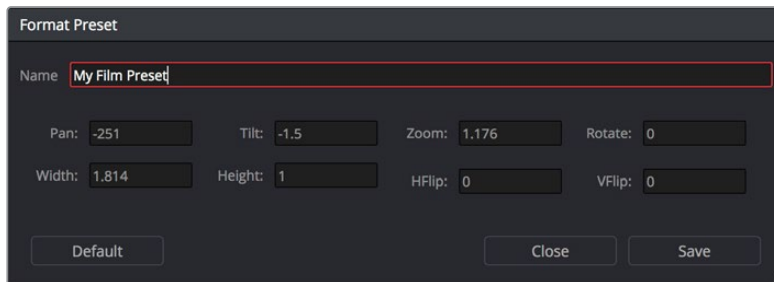 Format Preset
Name My Film Preset
Pan: -251 Tilt: -1.5 Zoom: 1.176 Rotate: 0
Width: 1.814 Height: 1 HFlip: 0 VFlip: 0
Default Close Save